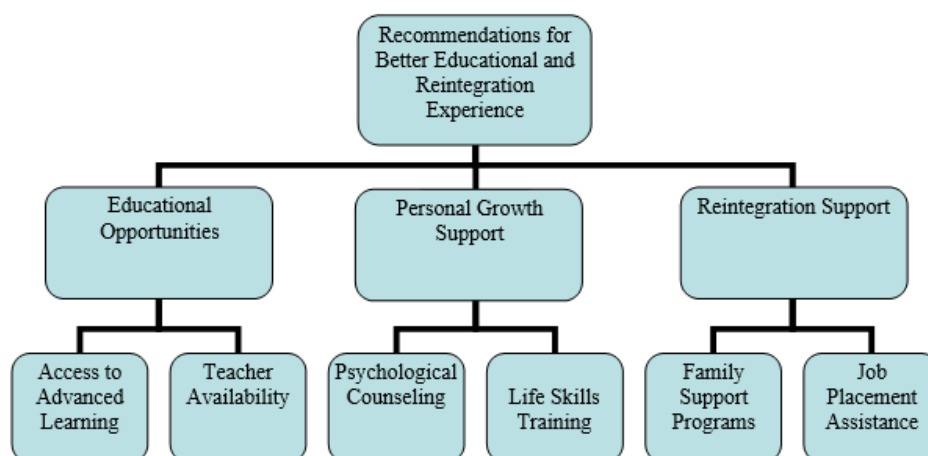 Recommendations for
Better Educational and
Reintegration
Experience
Educational
Opportunities
Personal Growth
Support
Reintegration Support
Access to
Advanced
Learning
Teacher
Availability
Psychological
Counseling
Life Skills
Training
Family
Support
Programs
Job
Placement
Assistance